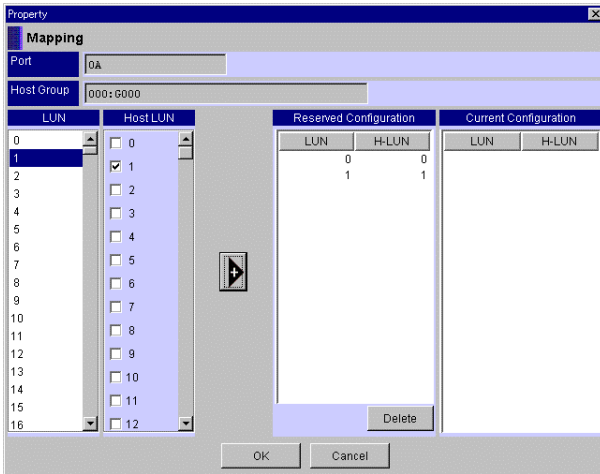 Property
Mapping
Port 0A
Host Group 000:G000
LUN Host LUN Reserved Configuration Current Configuration
LUN H-LUN LUN H-LUN
0 0 0 0
1 1 1 1
2 2
3 3
4 4
5 5
6 6
7 7
8 8
9 9
10 10
11 11
12 12
13
14
15
16
Delete
OK Cancel